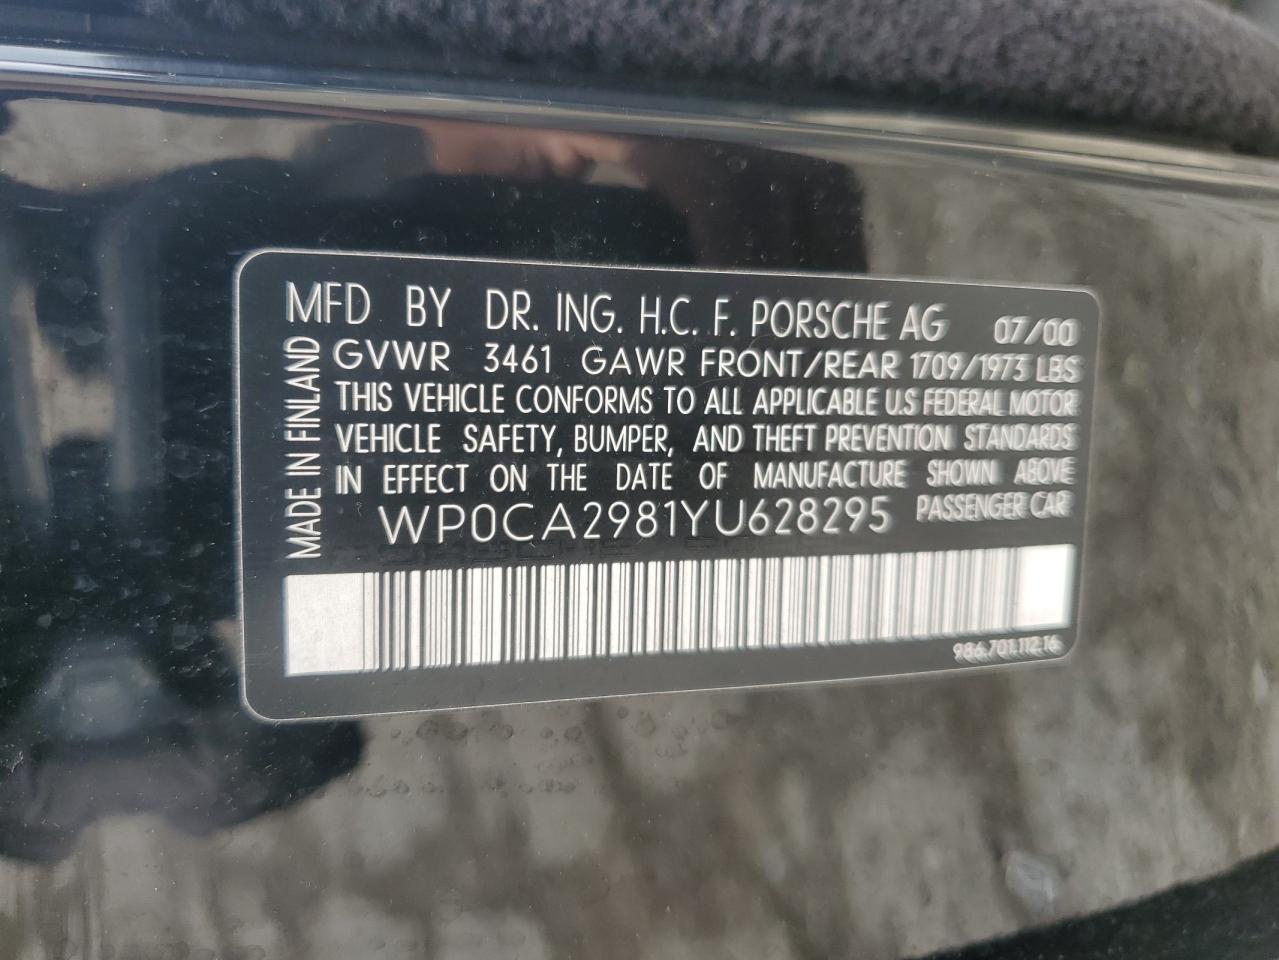 MFD BY DR. ING. H.C. F. PORSCHE AG 07/00
GVWR 3461 GAWR FRONT/REAR 1709/1973 LBS
THIS VEHICLE CONFORMS TO ALL APPLICABLE U.S FEDERAL MOTOR
VEHICLE SAFETY, BUMPER, AND THEFT PREVENTION STANDARDS
IN EFFECT ON THE DATE OF MANUFACTURE SHOWN ABOVE
WP0CA2981YU628295 PASSENGER CAR
MADE IN FINLAND
986.701.112.16